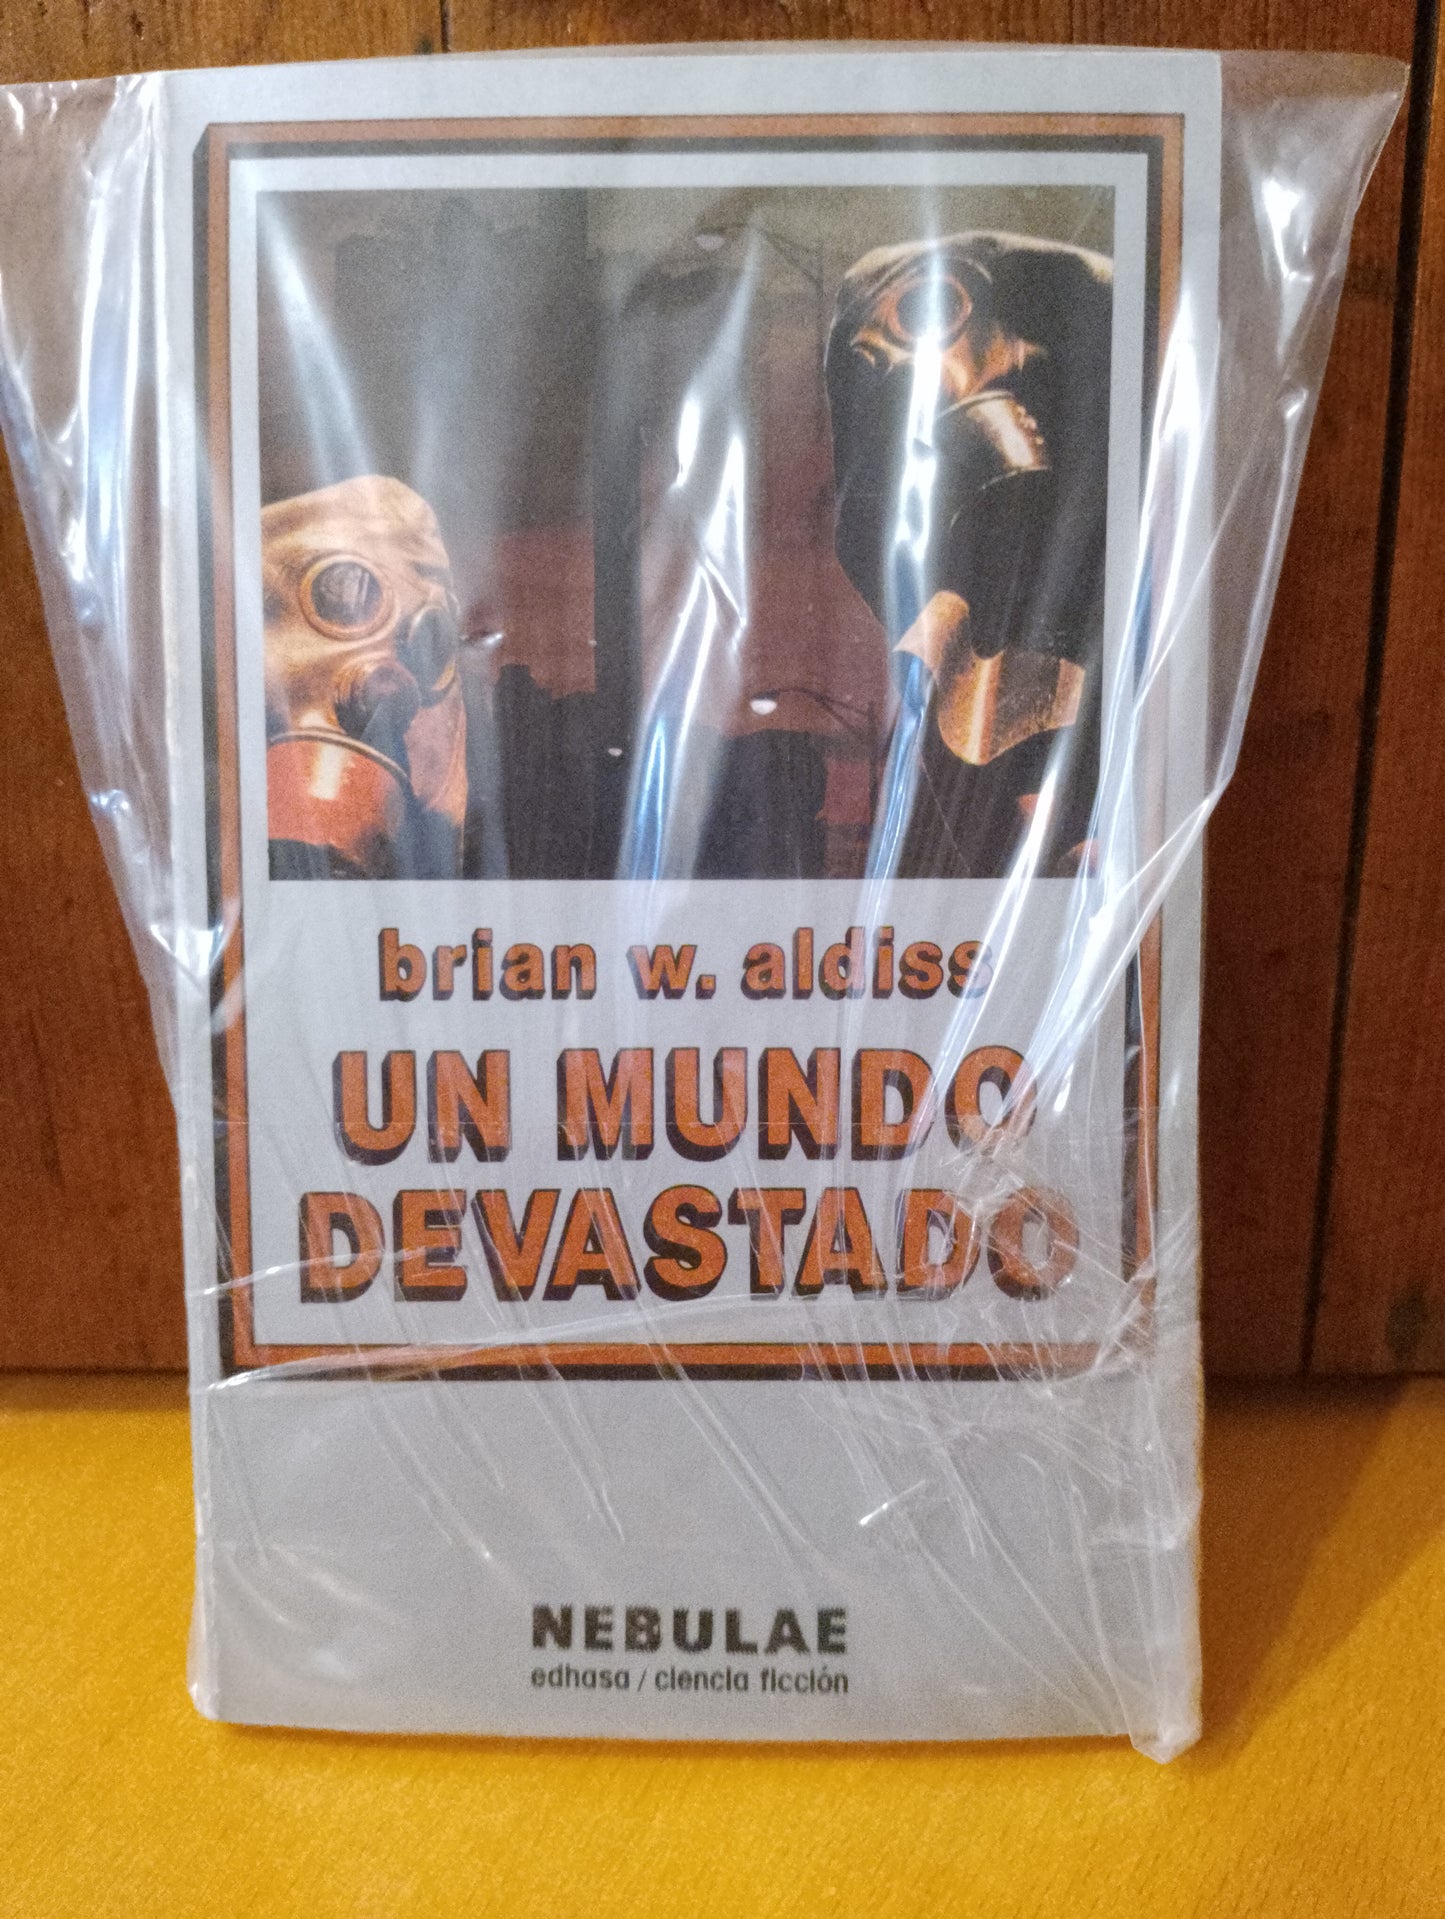 brian w. aldiss
UN MUNDO
DEVASTADO
NEBULAE
edhasa / ciencia ficción